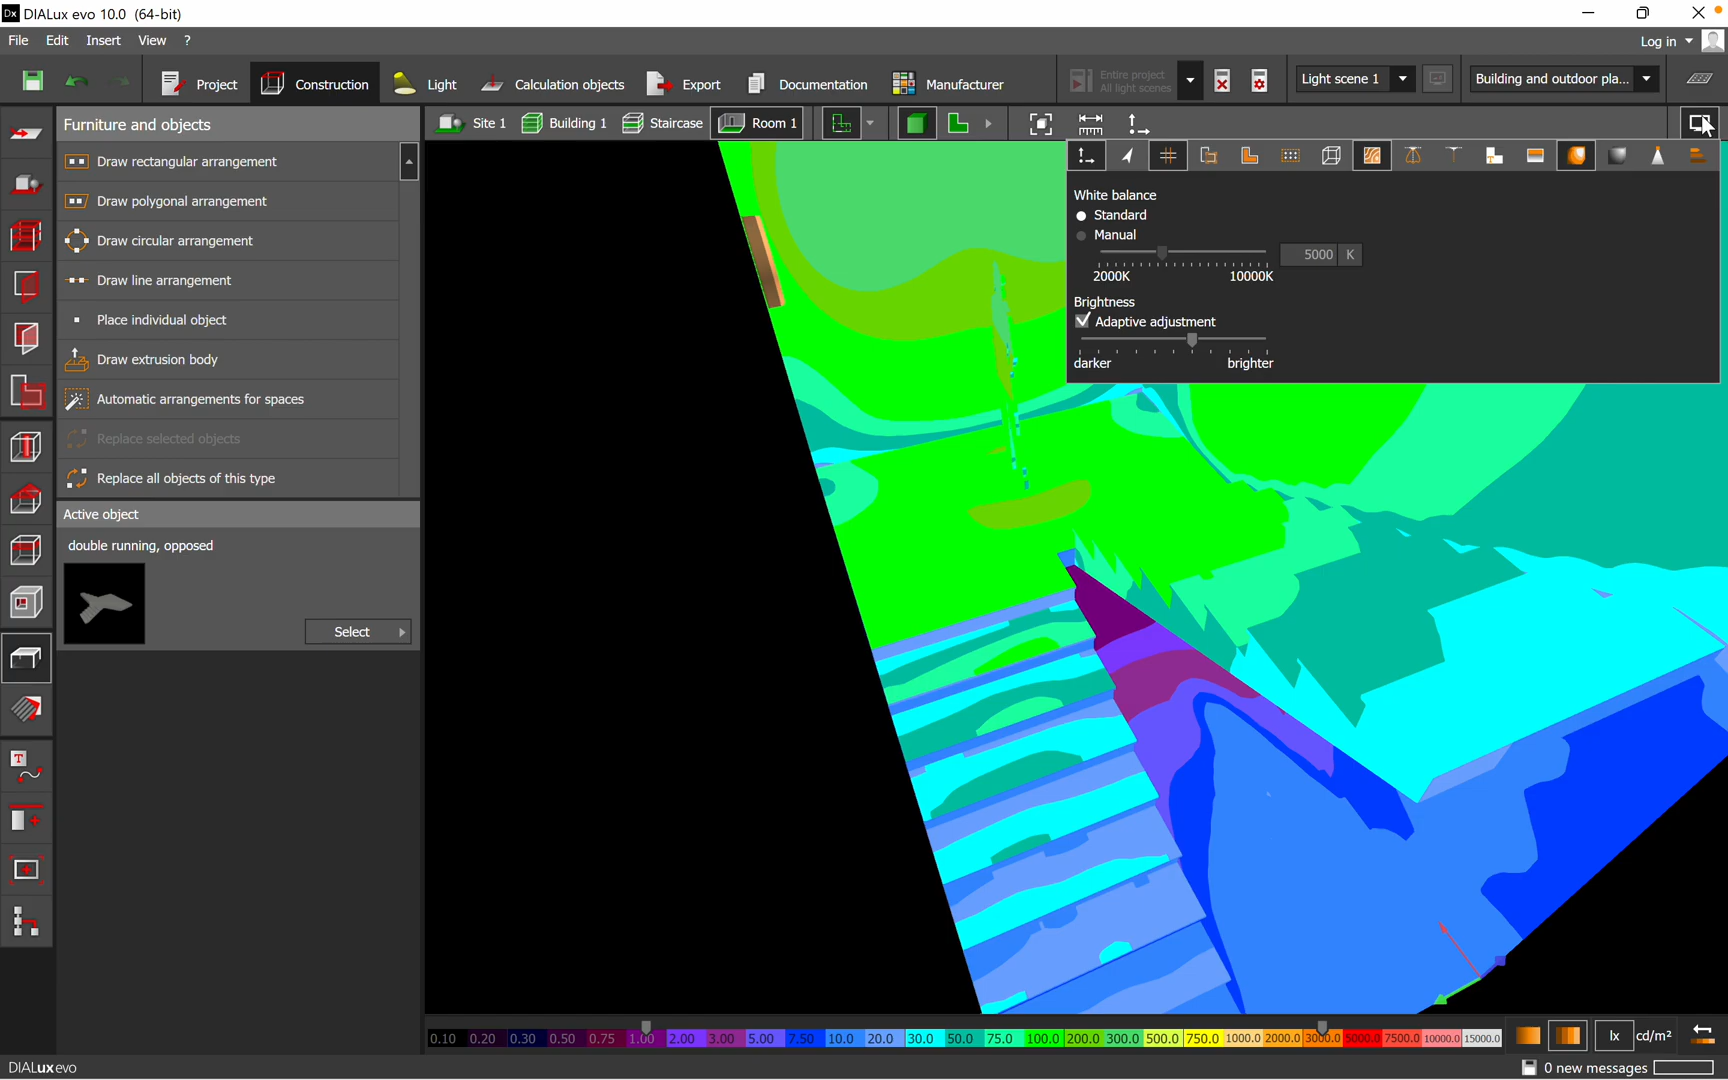 Dx DIALux evo 10.0 (64-bit)
File Edit Insert View ? Log in
Project Construction Light Calculation objects Export Documentation Manufacturer Entire project All light scenes Light scene 1 Building and outdoor pla...
Furniture and objects Site 1 Building 1 Staircase Room 1
Draw rectangular arrangement
Draw polygonal arrangement
Draw circular arrangement
Draw line arrangement
Place individual object
Draw extrusion body
Automatic arrangements for spaces
Replace selected objects
Replace all objects of this type
Active object
double running, opposed
Select
White balance
Standard
Manual
5000 K
2000K 10000K
Brightness
Adaptive adjustment
darker brighter
0.10 0.20 0.30 0.50 0.75 1.00 2.00 3.00 5.00 7.50 10.0 20.0 30.0 50.0 75.0 100.0 200.0 300.0 500.0 750.0 1000.0 2000.0 3000.0 5000.0 7500.0 10000.0 15000.0 lx cd/m²
DIALux evo 0 new messages